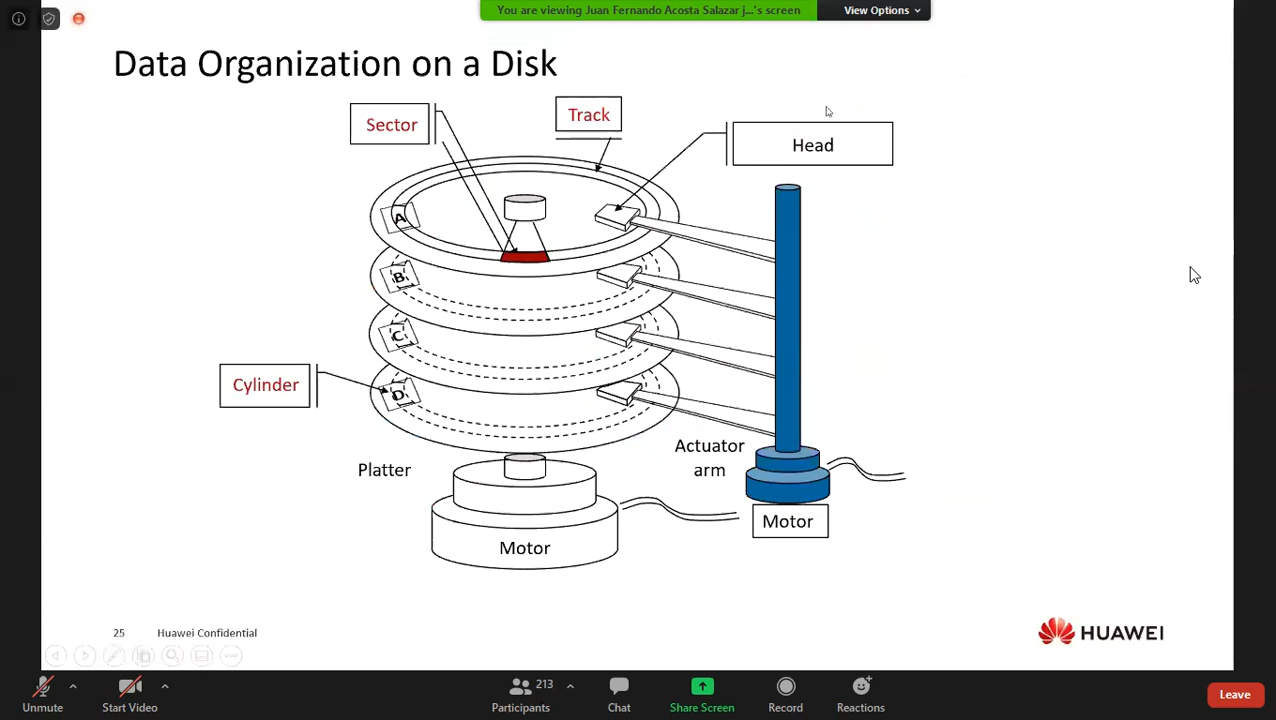 You are viewing Juan Fernando Acosta Salazar j...'s screen
View Options
Data Organization on a Disk
Sector
Track
Head
A
B
C
D
Cylinder
Actuator
arm
Platter
Motor
Motor
25 Huawei Confidential
HUAWEI
Unmute
Start Video
213
Participants
Chat
Share Screen
Record
Reactions
Leave